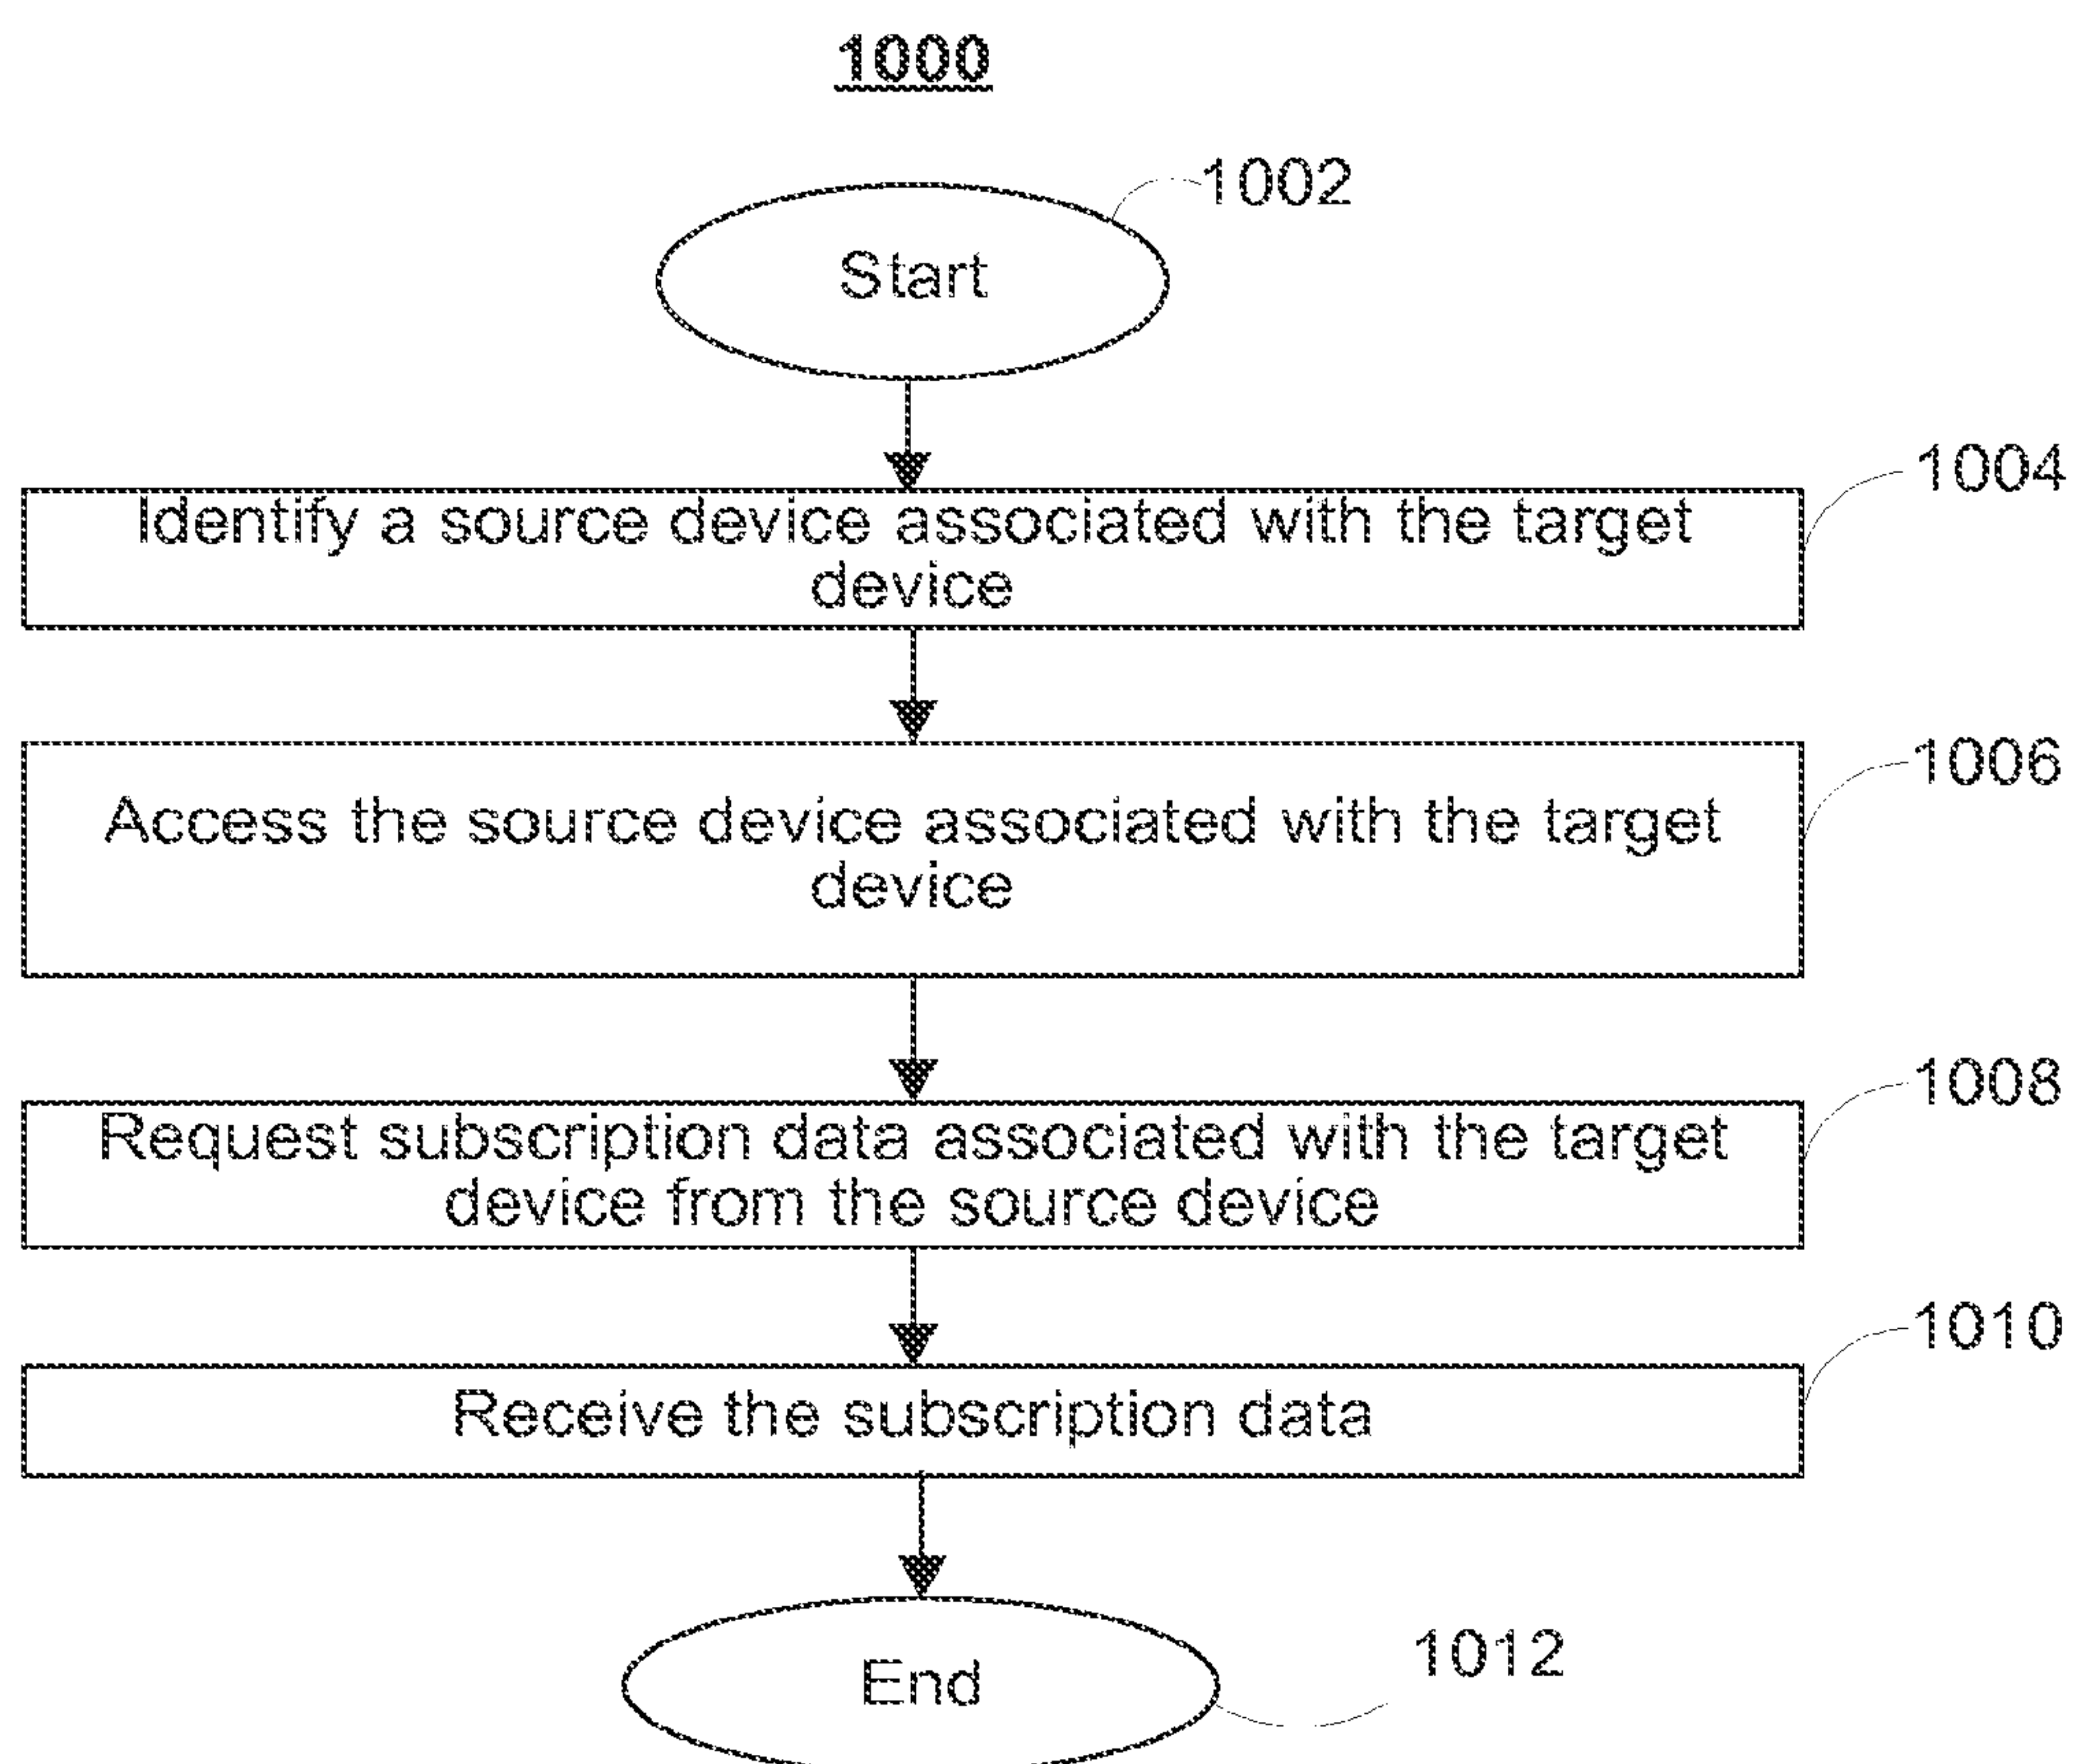 1000
1002
Start
1004
Identify a source device associated with the target
device
1006
Access the source device associated with the target
device
1008
Request subscription data associated with the target
device from the source device
1010
Receive the subscription data
1012
End